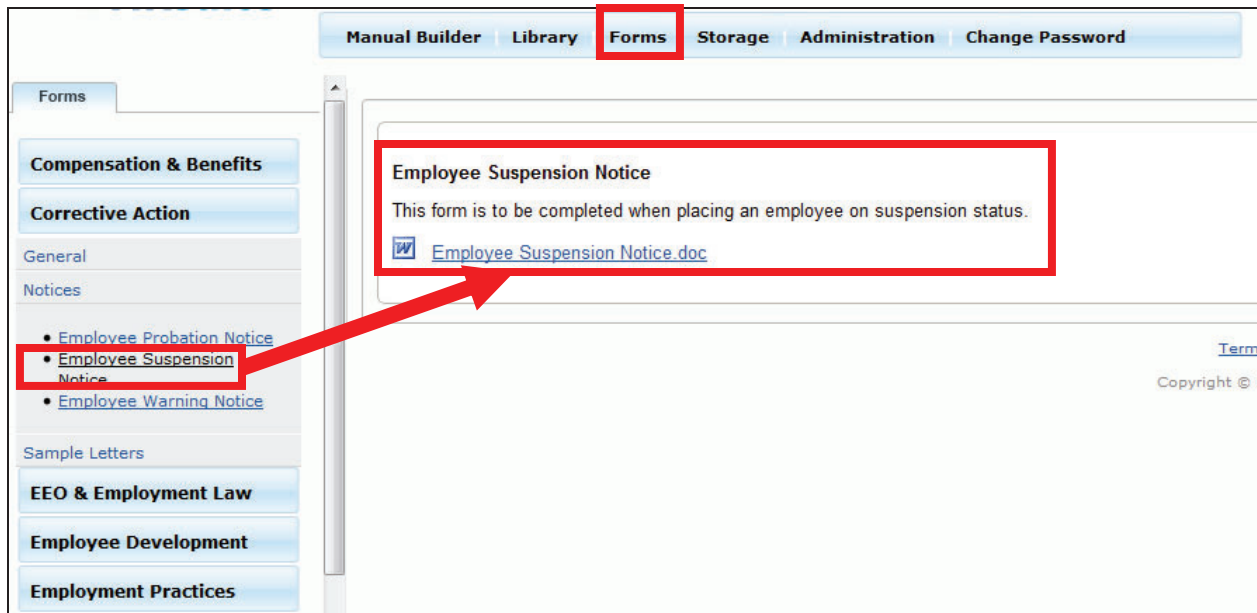 Manual Builder Library Forms Storage Administration Change Password
Forms
Compensation & Benefits
Corrective Action
General
Notices
Employee Probation Notice
Employee Suspension
Notice
Employee Warning Notice
Sample Letters
EEO & Employment Law
Employee Development
Employment Practices
Employee Suspension Notice
This form is to be completed when placing an employee on suspension status.
Employee Suspension Notice.doc
Term
Copyright ©